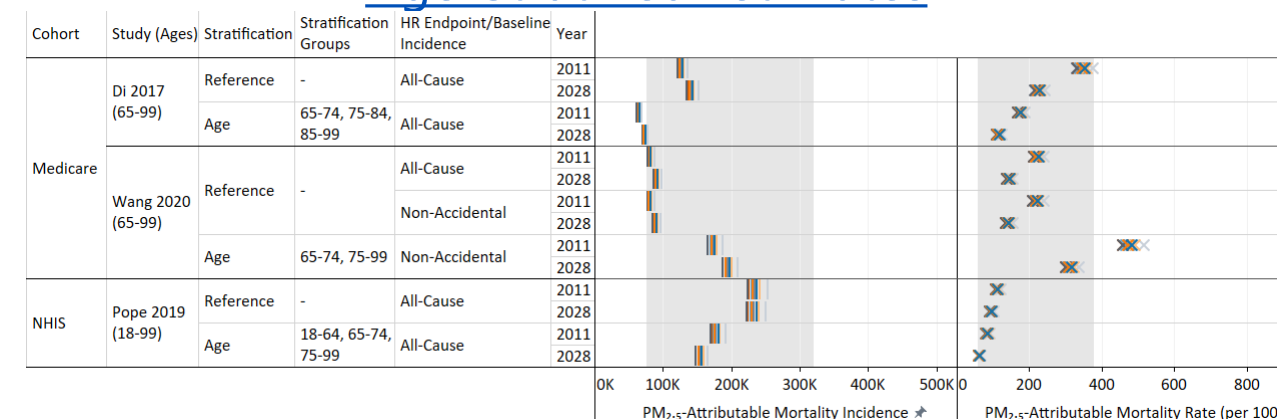 Cohort Study (Ages) Stratification Stratification Groups HR Endpoint/Baseline Incidence Year
Medicare
Di 2017 (65-99)
Reference - All-Cause 2011
2028
Age 65-74, 75-84, 85-99 All-Cause 2011
2028
Wang 2020 (65-99)
Reference - All-Cause 2011
2028
Non-Accidental 2011
2028
Age 65-74, 75-99 Non-Accidental 2011
2028
NHIS
Pope 2019 (18-99)
Reference - All-Cause 2011
2028
Age 18-64, 65-74, 75-99 All-Cause 2011
2028
0K 100K 200K 300K 400K 500K 0 200 400 600 800
PM₂.₅-Attributable Mortality Incidence PM₂.₅-Attributable Mortality Rate (per 100